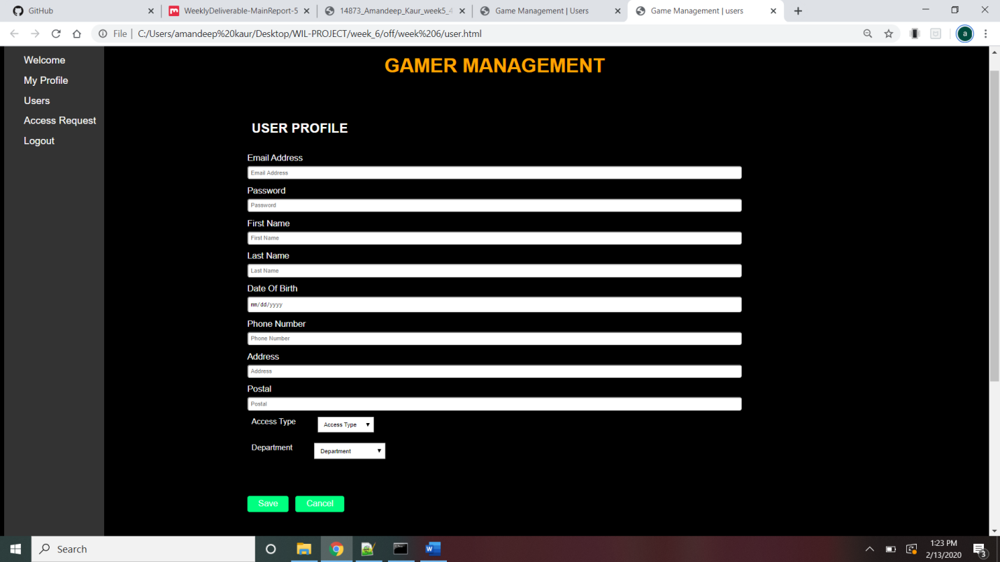 GitHub
WeeklyDeliverable-MainReport-5
14873_Amandeep_Kaur_week5_4
Game Management | Users
Game Management | users
File | C:/Users/amandeep%20kaur/Desktop/WIL-PROJECT/week_6/off/week%206/user.html
a
Welcome
My Profile
Users
Access Request
Logout
GAMER MANAGEMENT
USER PROFILE
Email Address
Email Address
Password
Password
First Name
First Name
Last Name
Last Name
Date Of Birth
mm/dd/yyyy
Phone Number
Phone Number
Address
Address
Postal
Postal
Access Type
Access Type
Department
Department
Save
Cancel
Search
1:23 PM
2/13/2020
3